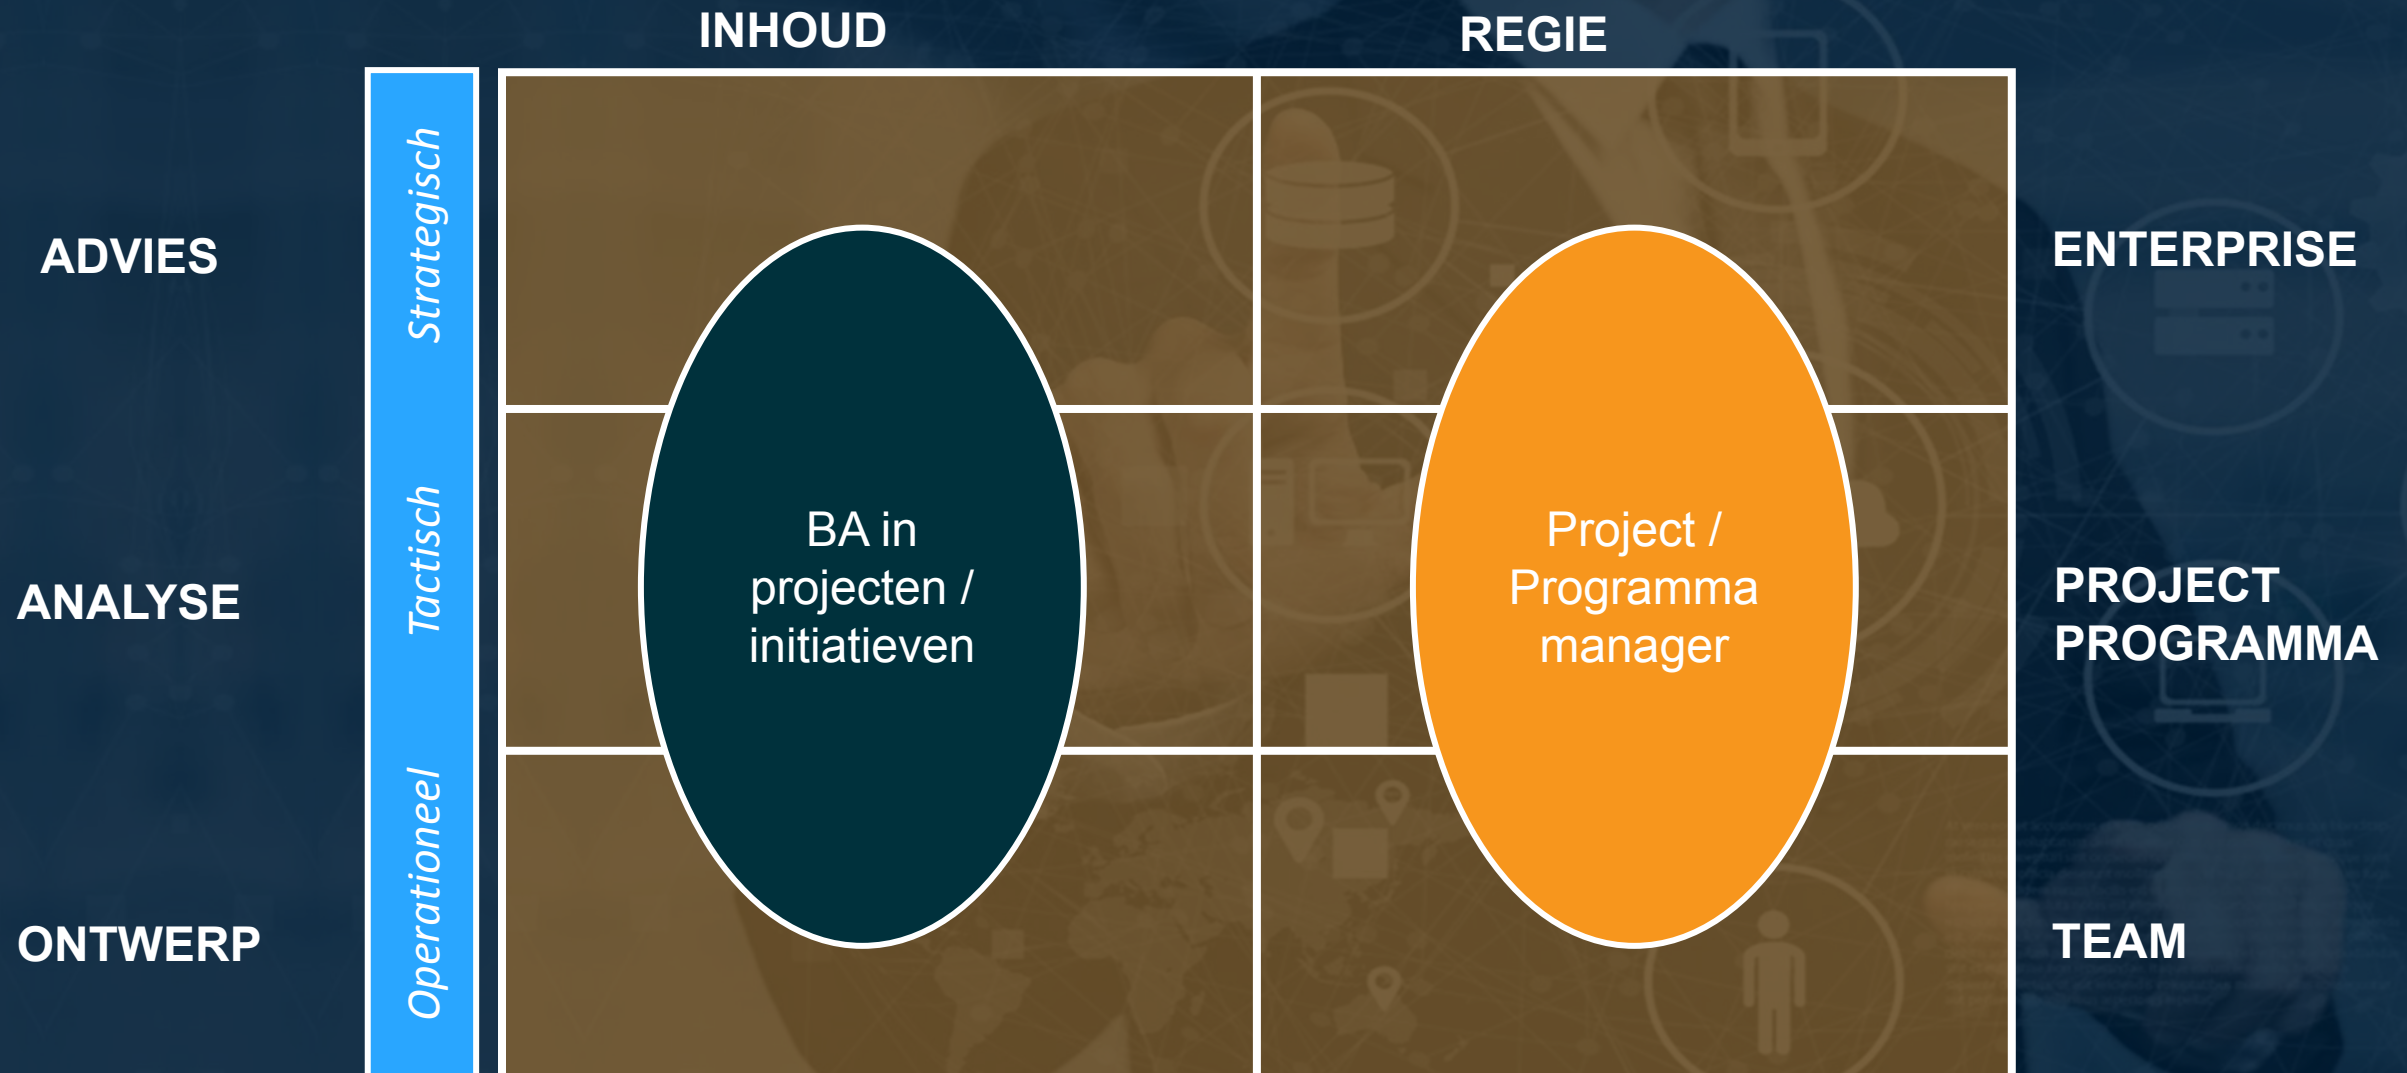 INHOUD
REGIE
ADVIES
Strategisch
ENTERPRISE
ANALYSE
Tactisch
BA in
projecten /
initiatieven
Project /
Programma
manager
PROJECT
PROGRAMMA
ONTWERP
Operationeel
TEAM